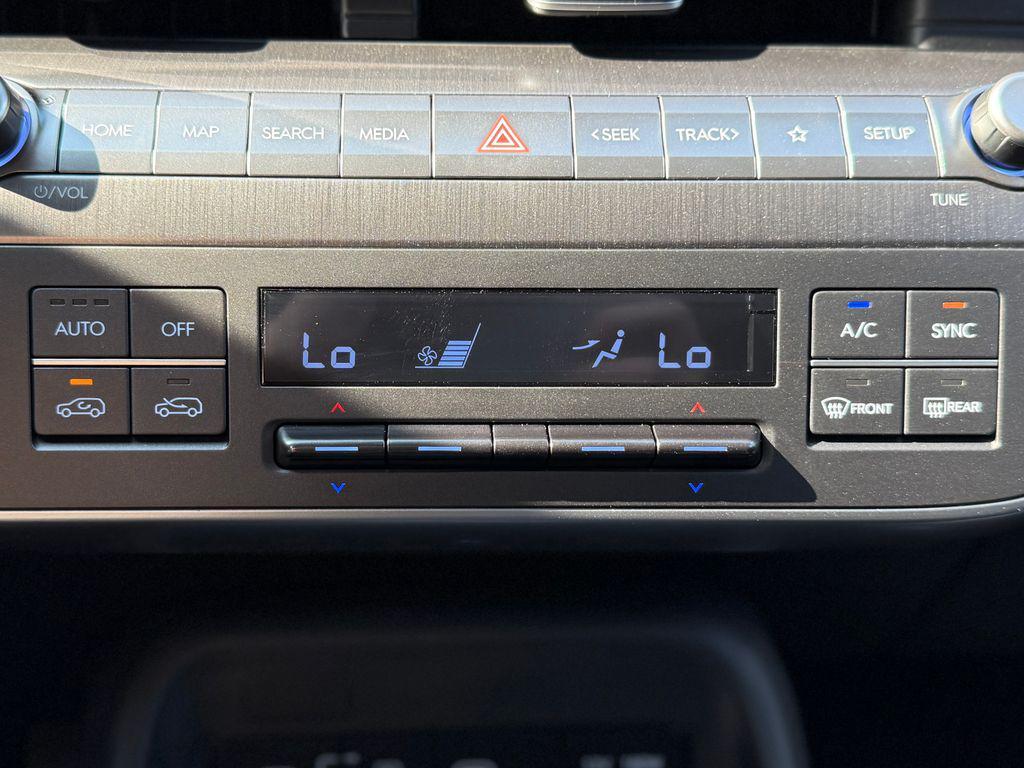 HOME MAP SEARCH MEDIA <SEEK TRACK> SETUP
/VOL TUNE
AUTO OFF Lo Lo A/C SYNC
FRONT REAR